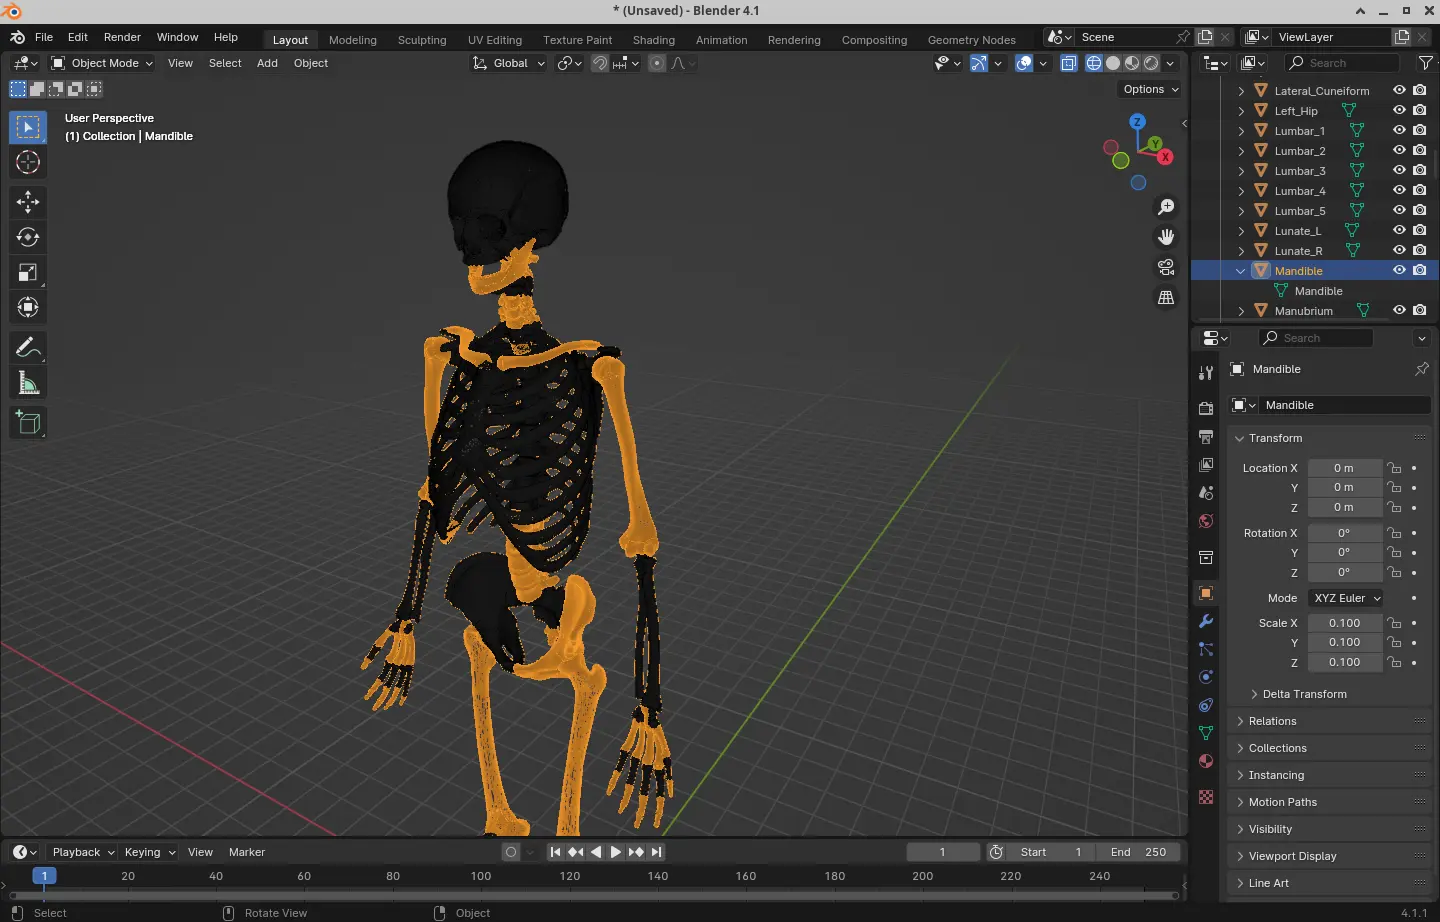 * (Unsaved) - Blender 4.1
File Edit Render Window Help
Layout Modeling Sculpting UV Editing Texture Paint Shading Animation Rendering Compositing Geometry Nodes
Scene
ViewLayer
Object Mode View Select Add Object
Global
Search
Options
User Perspective
(1) Collection | Mandible
Z
Y
X
Lateral_Cuneiform
Left_Hip
Lumbar_1
Lumbar_2
Lumbar_3
Lumbar_4
Lumbar_5
Lunate_L
Lunate_R
Mandible
Mandible
Manubrium
Search
Mandible
Mandible
Transform
Location X 0 m
Y 0 m
Z 0 m
Rotation X 0°
Y 0°
Z 0°
Mode XYZ Euler
Scale X 0.100
Y 0.100
Z 0.100
Delta Transform
Relations
Collections
Instancing
Motion Paths
Visibility
Viewport Display
Line Art
Playback Keying View Marker
1
Start 1 End 250
1 20 40 60 80 100 120 140 160 180 200 220 240
Select Rotate View Object
4.1.1